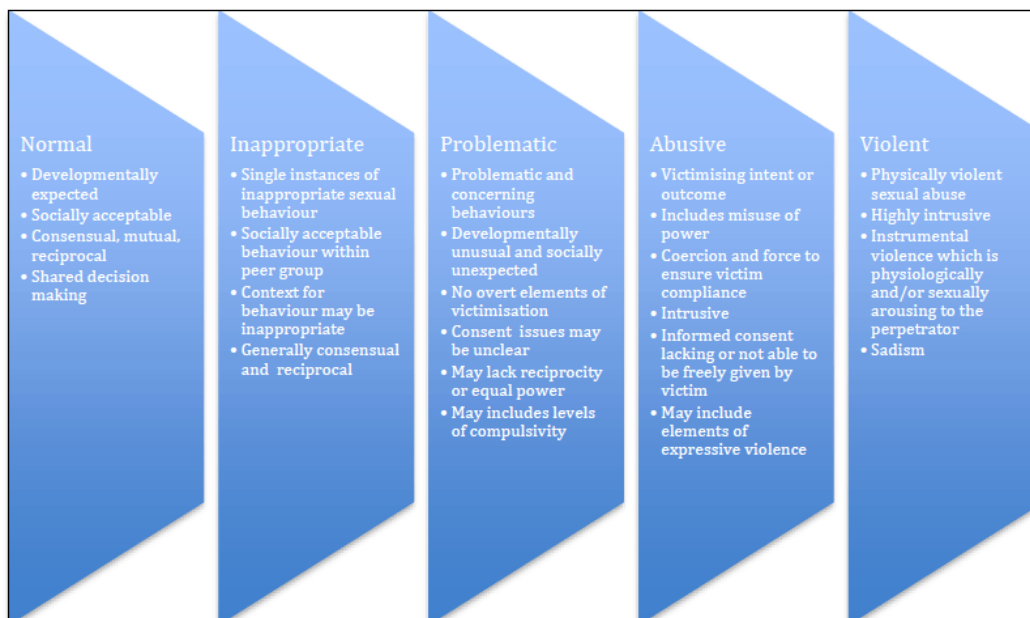 Normal
• Developmentally
expected
• Socially acceptable
• Consensual, mutual,
reciprocal
• Shared decision
making
Inappropriate
• Single instances of
inappropriate sexual
behaviour
• Socially acceptable
behaviour within
peer group
• Context for
behaviour may be
inappropriate
• Generally consensual
and reciprocal
Problematic
• Problematic and
concerning
behaviours
• Developmentally
unusual and socially
unexpected
• No overt elements of
victimisation
• Consent issues may
be unclear
• May lack reciprocity
or equal power
• May includes levels
of compulsivity
Abusive
• Victimising intent or
outcome
• Includes misuse of
power
• Coercion and force to
ensure victim
compliance
• Intrusive
• Informed consent
lacking or not able to
be freely given by
victim
• May include
elements of
expressive violence
Violent
• Physically violent
sexual abuse
• Highly intrusive
• Instrumental
violence which is
physiologically
and/or sexually
arousing to the
perpetrator
• Sadism